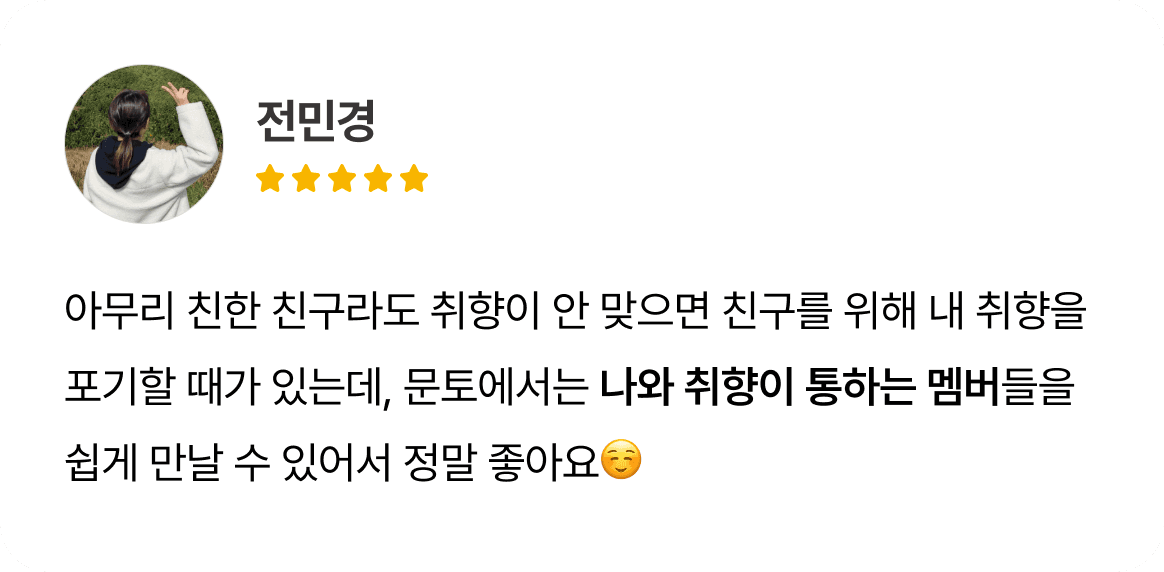 전민경
아무리 친한 친구라도 취향이 안 맞으면 친구를 위해 내 취향을
포기할 때가 있는데, 문토에서는 나와 취향이 통하는 멤버들을
쉽게 만날 수 있어서 정말 좋아요☺️